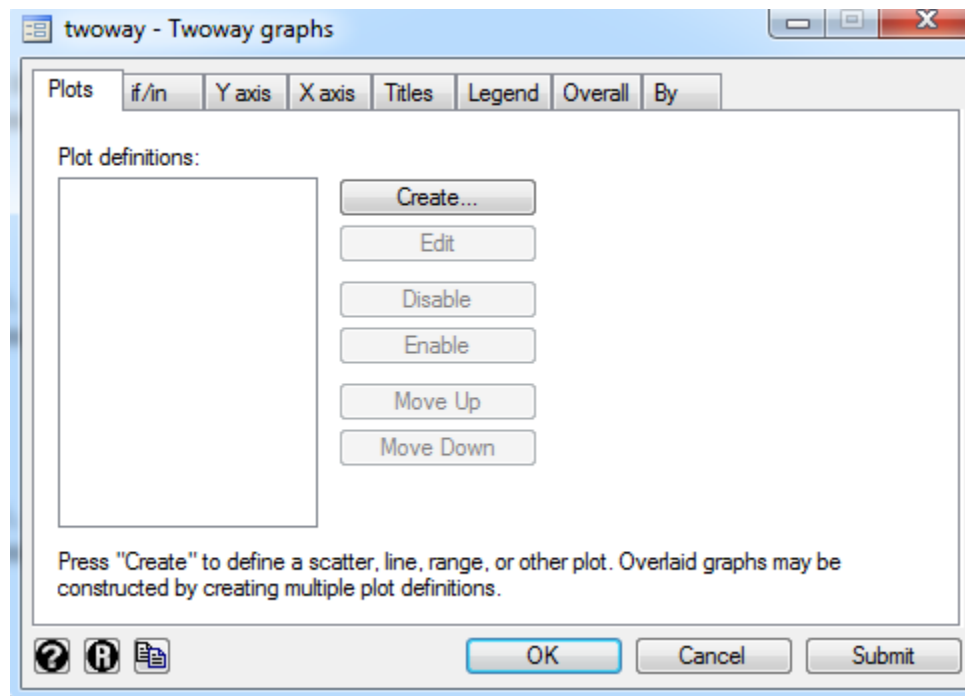 twoway - Twoway graphs
Plots if/in Y axis X axis Titles Legend Overall By
Plot definitions:
Create...
Edit
Disable
Enable
Move Up
Move Down
Press "Create" to define a scatter, line, range, or other plot. Overlaid graphs may be
constructed by creating multiple plot definitions.
? R OK Cancel Submit